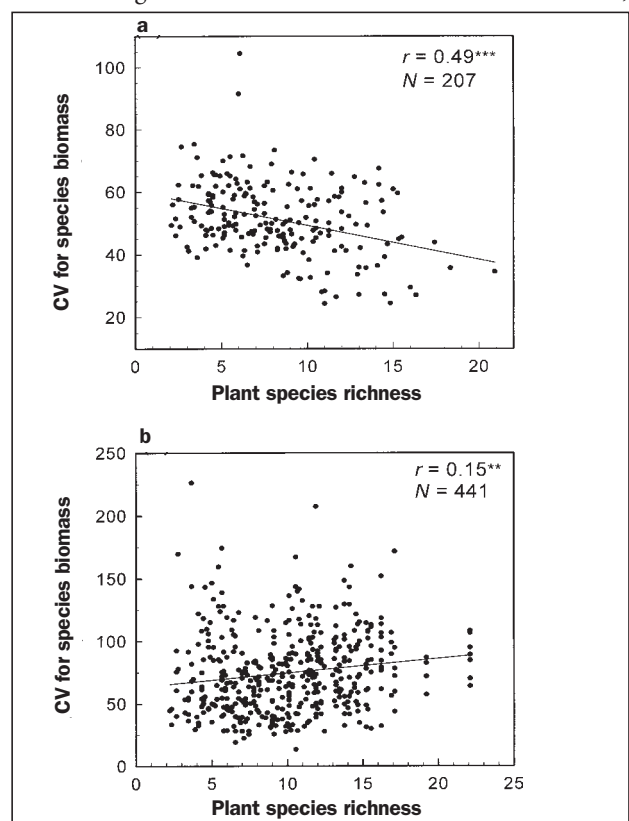 a
r = 0.49***
N = 207
100
80
60
40
20
CV for species biomass
0 5 10 15 20
Plant species richness
b
r = 0.15**
N = 441
250
200
150
100
50
0
CV for species biomass
0 5 10 15 20 25
Plant species richness